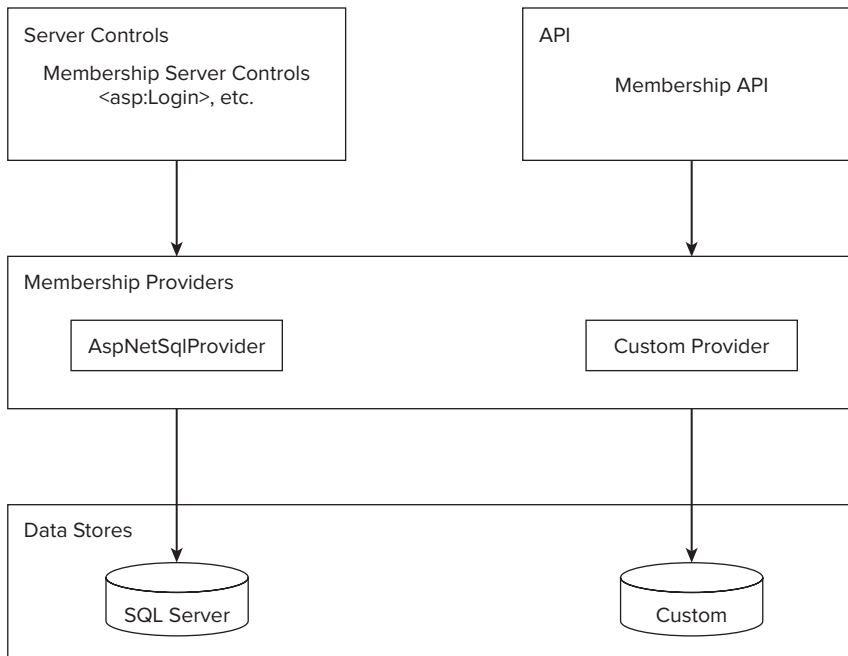 Server Controls
Membership Server Controls
<asp:Login>, etc.
API
Membership API
Membership Providers
AspNetSqlProvider
Custom Provider
Data Stores
SQL Server
Custom